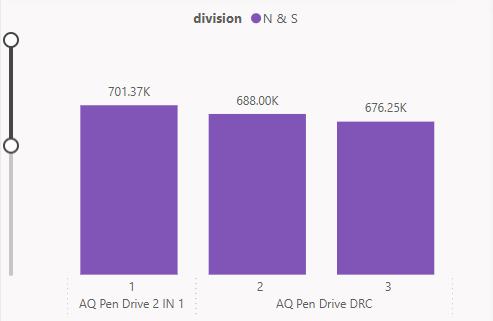 division N & S
701.37K
688.00K
676.25K
1 2 3
AQ Pen Drive 2 IN 1 AQ Pen Drive DRC